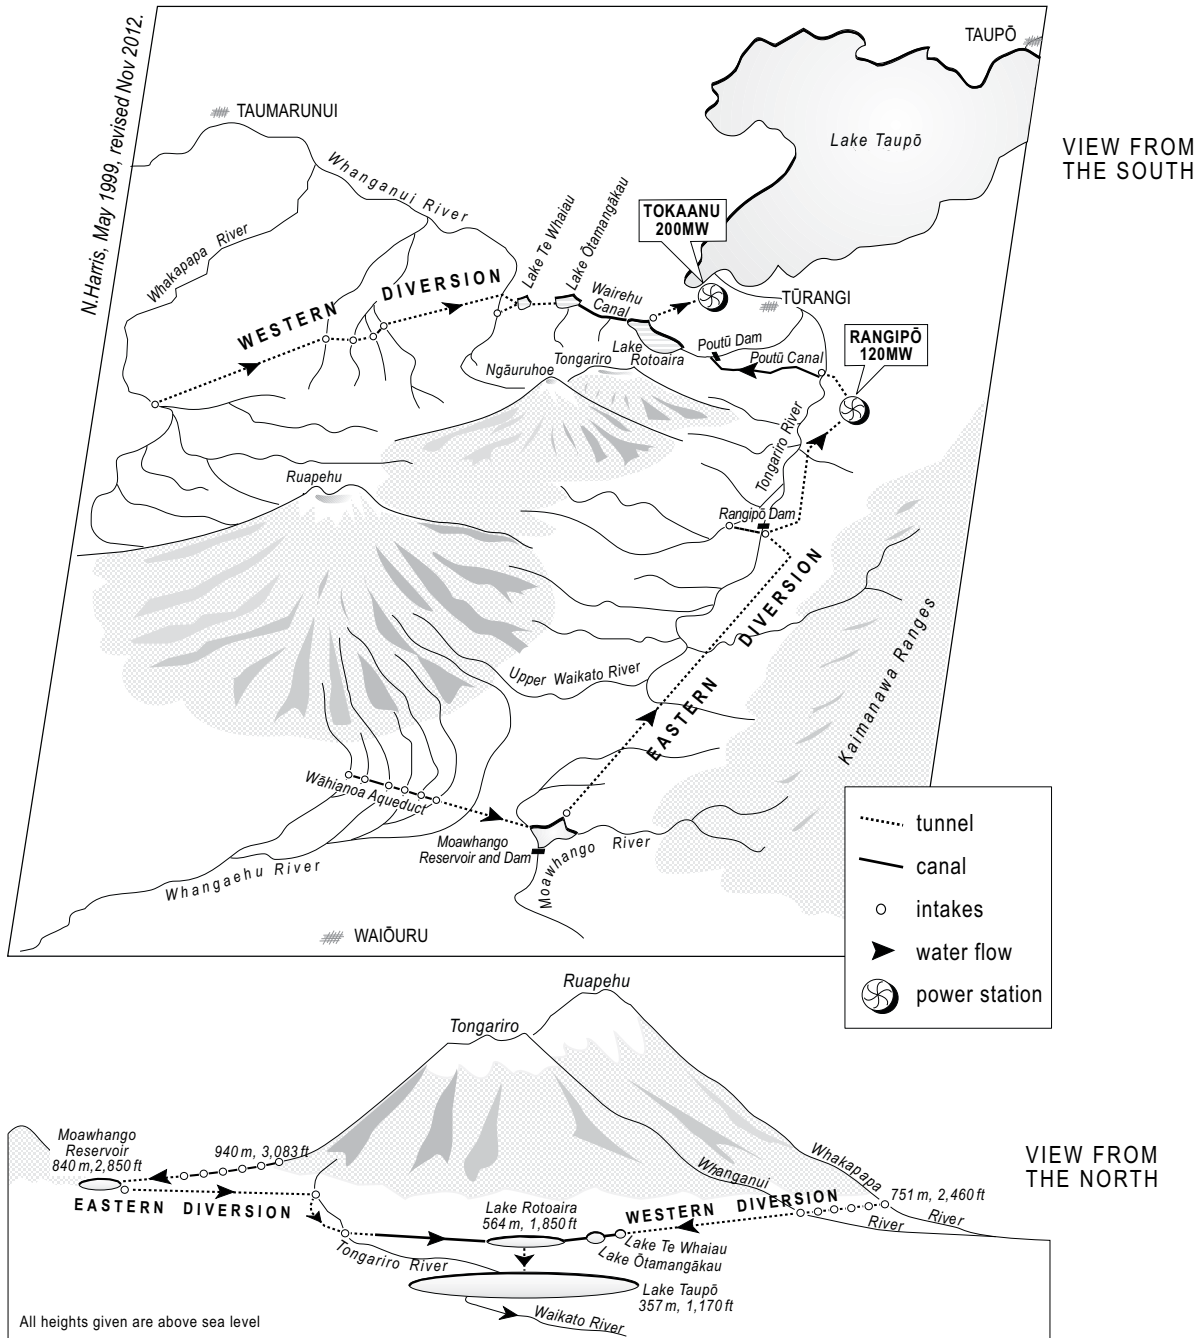 N.Harris, May 1999, revised Nov 2012.
TAUPŌ
TAUMARUNUI
Lake Taupō
VIEW FROM
THE SOUTH
Whanganui River
Whakapapa River
Lake Te Whaiau
Lake Ōtamangākau
TOKAANU
200MW
WESTERN DIVERSION
Wairehu
Canal
TŪRANGI
Lake
Rotoaira
Poutū Dam
Poutū Canal
RANGIPŌ
120MW
Ngāuruhoe
Tongariro
Tongariro River
Ruapehu
Rangipō Dam
EASTERN DIVERSION
Upper Waikato River
Kaimanawa Ranges
Wāhianoa Aqueduct
Moawhango
Reservoir and Dam
Moawhango River
Whangaehu River
WAIŌURU
tunnel
canal
intakes
water flow
power station
Ruapehu
Tongariro
Moawhango
Reservoir
840 m,2,850 ft
940 m, 3,083 ft
EASTERN DIVERSION
Whanganui River
Whakapapa River
751 m, 2,460 ft
VIEW FROM
THE NORTH
WESTERN DIVERSION
Lake Rotoaira
564 m, 1,850 ft
Lake Te Whaiau
Lake Ōtamangākau
Tongariro River
Lake Taupō
357 m, 1,170 ft
Waikato River
All heights given are above sea level